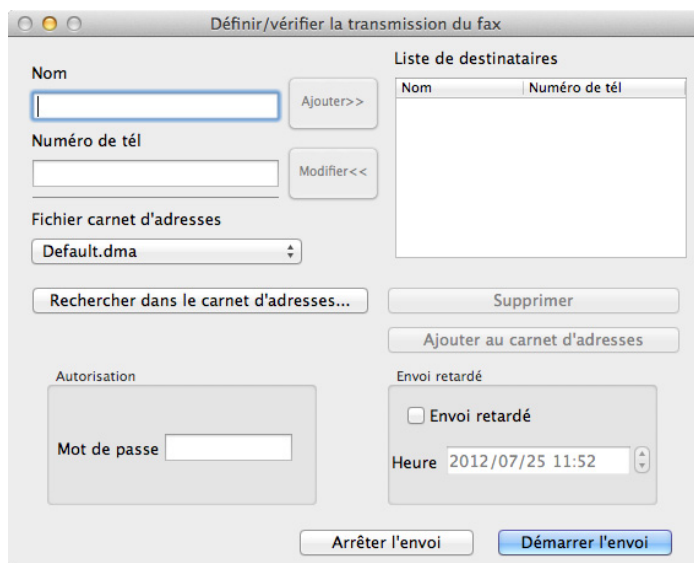 Définir/vérifier la transmission du fax
Nom
Ajouter>>
Numéro de tél
Modifier<<
Fichier carnet d'adresses
Default.dma
Rechercher dans le carnet d'adresses...
Liste de destinataires
Nom Numéro de tél
Supprimer
Ajouter au carnet d'adresses
Autorisation
Mot de passe
Envoi retardé
Envoi retardé
Heure 2012/07/25 11:52
Arrêter l'envoi
Démarrer l'envoi